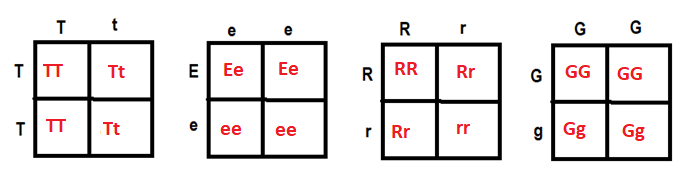 T t
T TT Tt
T TT Tt
e e
E Ee Ee
e ee ee
R r
R RR Rr
r Rr rr
G G
G GG GG
g Gg Gg